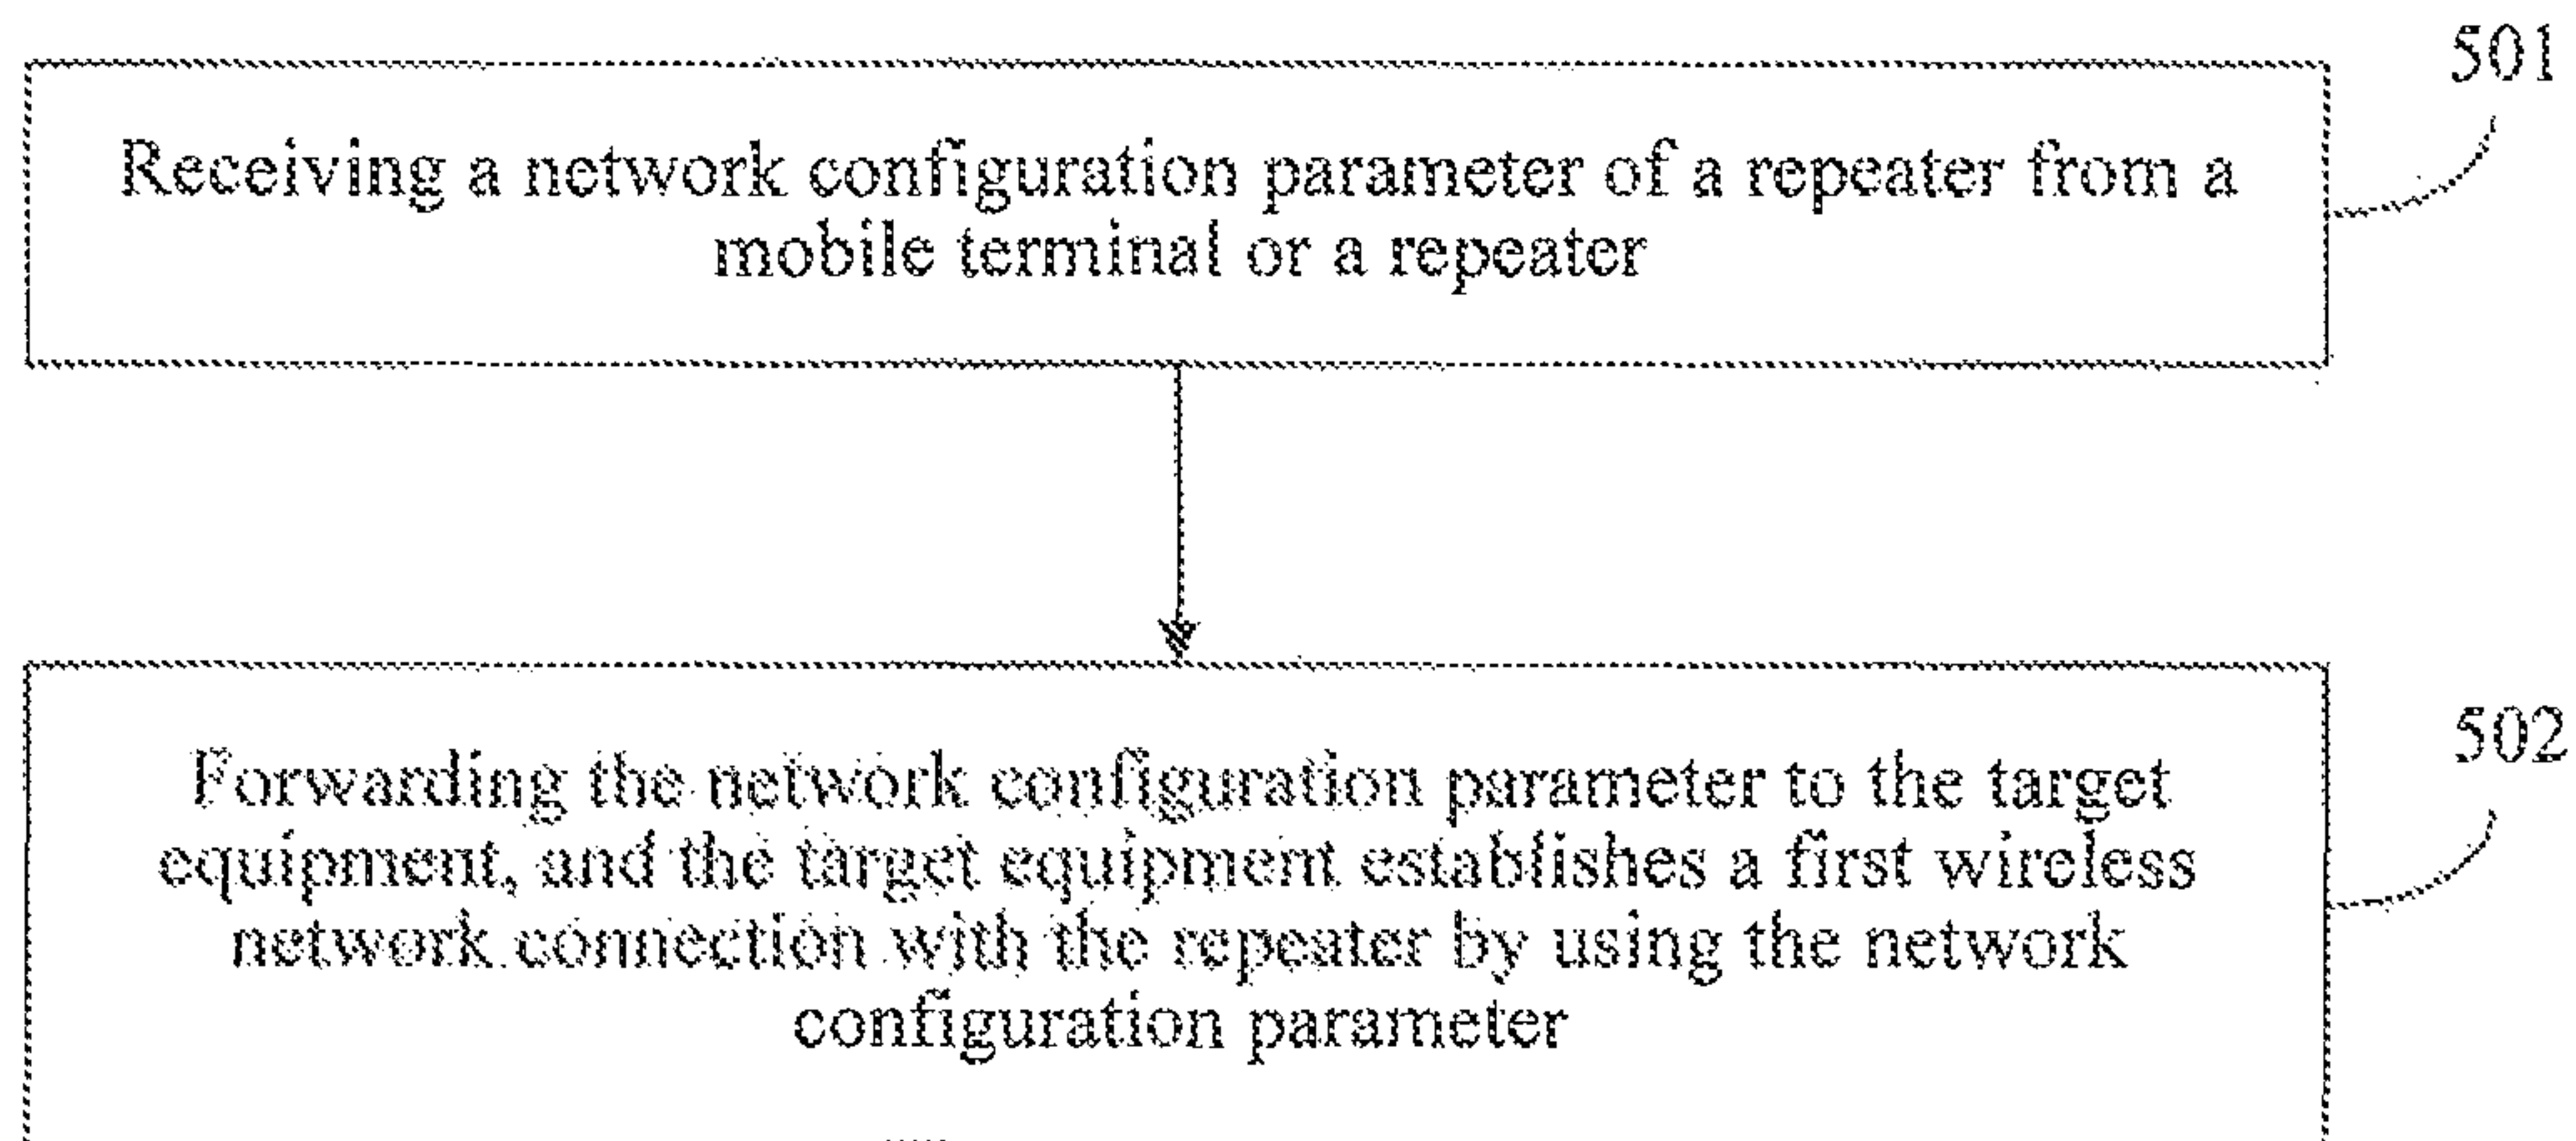 501
Receiving a network configuration parameter of a repeater from a
mobile terminal or a repeater
502
Forwarding the network configuration parameter to the target
equipment, and the target equipment establishes a first wireless
network connection with the repeater by using the network
configuration parameter